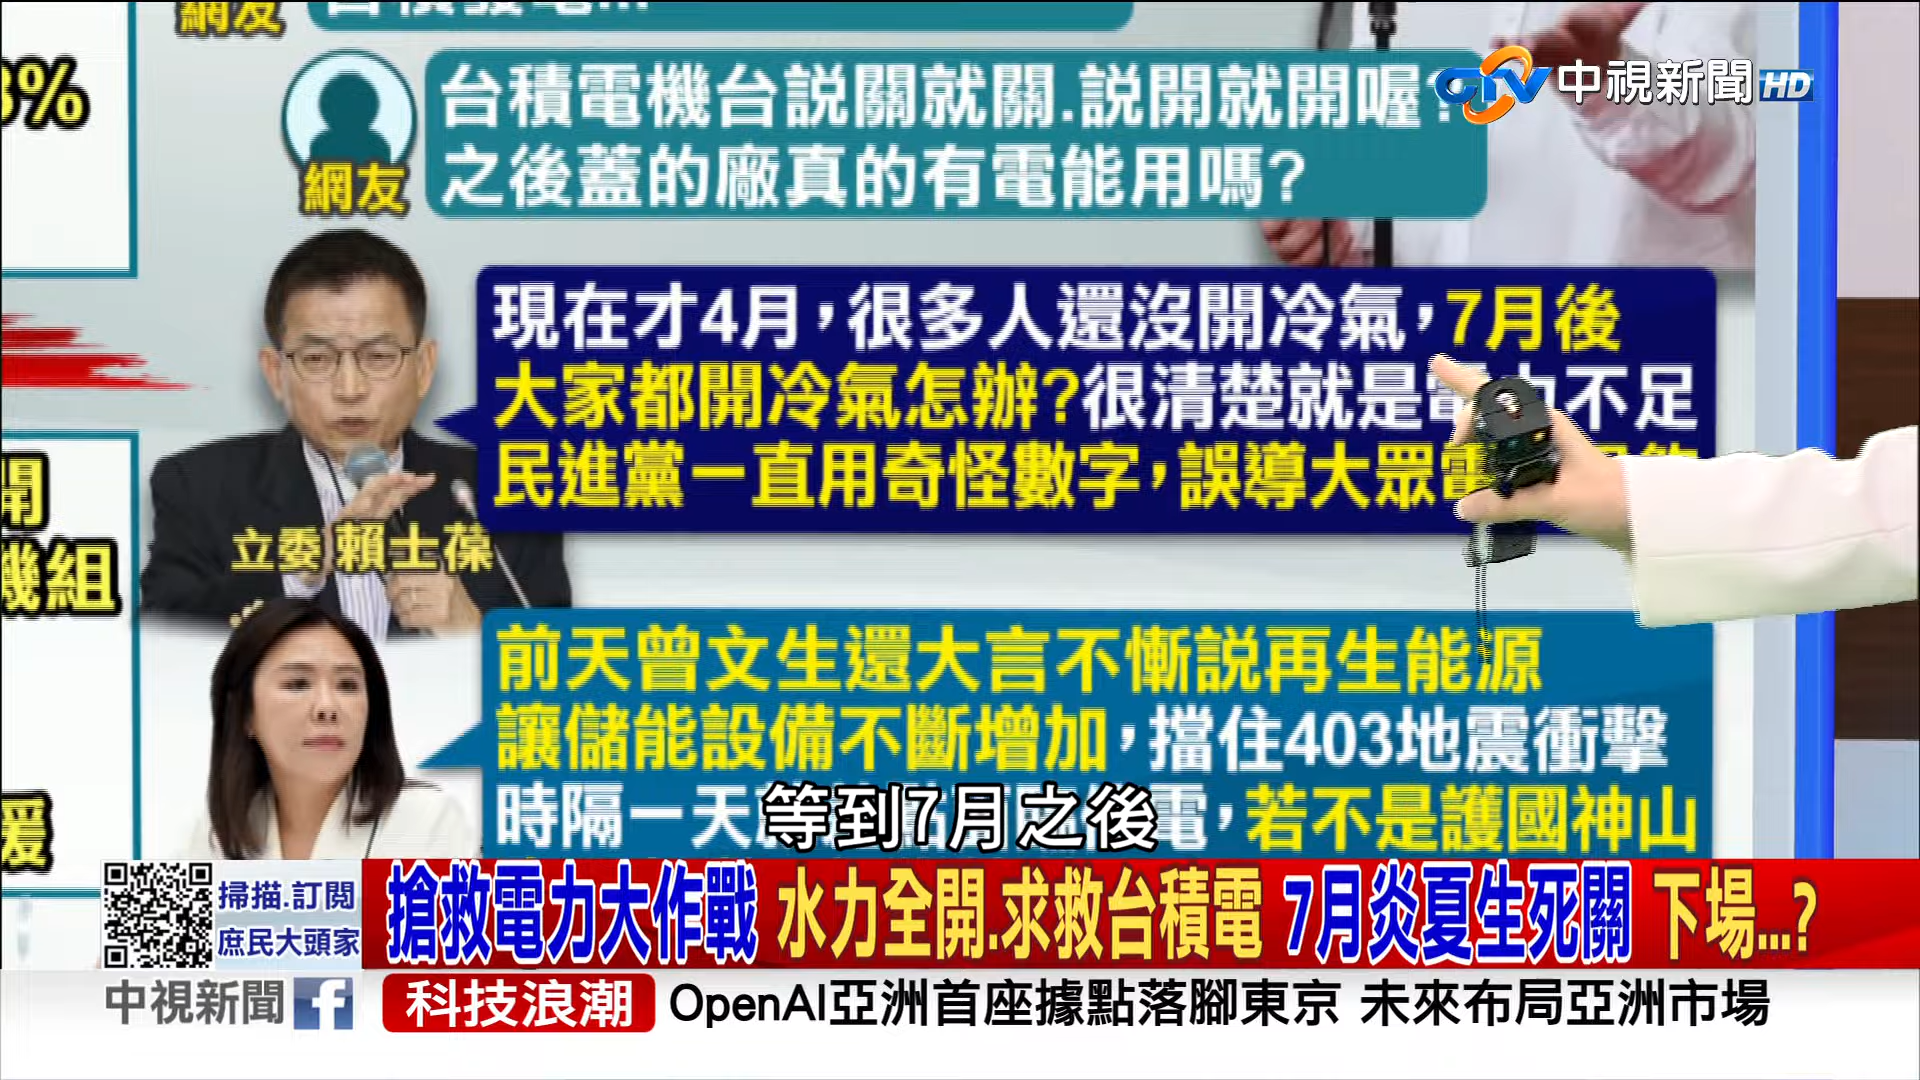 網友
中視新聞HD
3%
台積電機台説關就關.説開就開喔?
之後蓋的廠真的有電能用嗎?
網友
現在才4月，很多人還沒開冷氣，7月後
大家都開冷氣怎辦?很清楚就是電力不足
民進黨一直用奇怪數字，誤導大眾電
立委 賴士葆
開
機組
前天曾文生還大言不慚説再生能源
讓儲能設備不斷增加，擋住403地震衝擊
時隔一天 電，若不是護國神山
援
等到7月之後
掃描.訂閱
庶民大頭家
搶救電力大作戰 水力全開.求救台積電 7月炎夏生死關 下場...?
中視新聞 f 科技浪潮 OpenAI亞洲首座據點落腳東京 未來布局亞洲市場